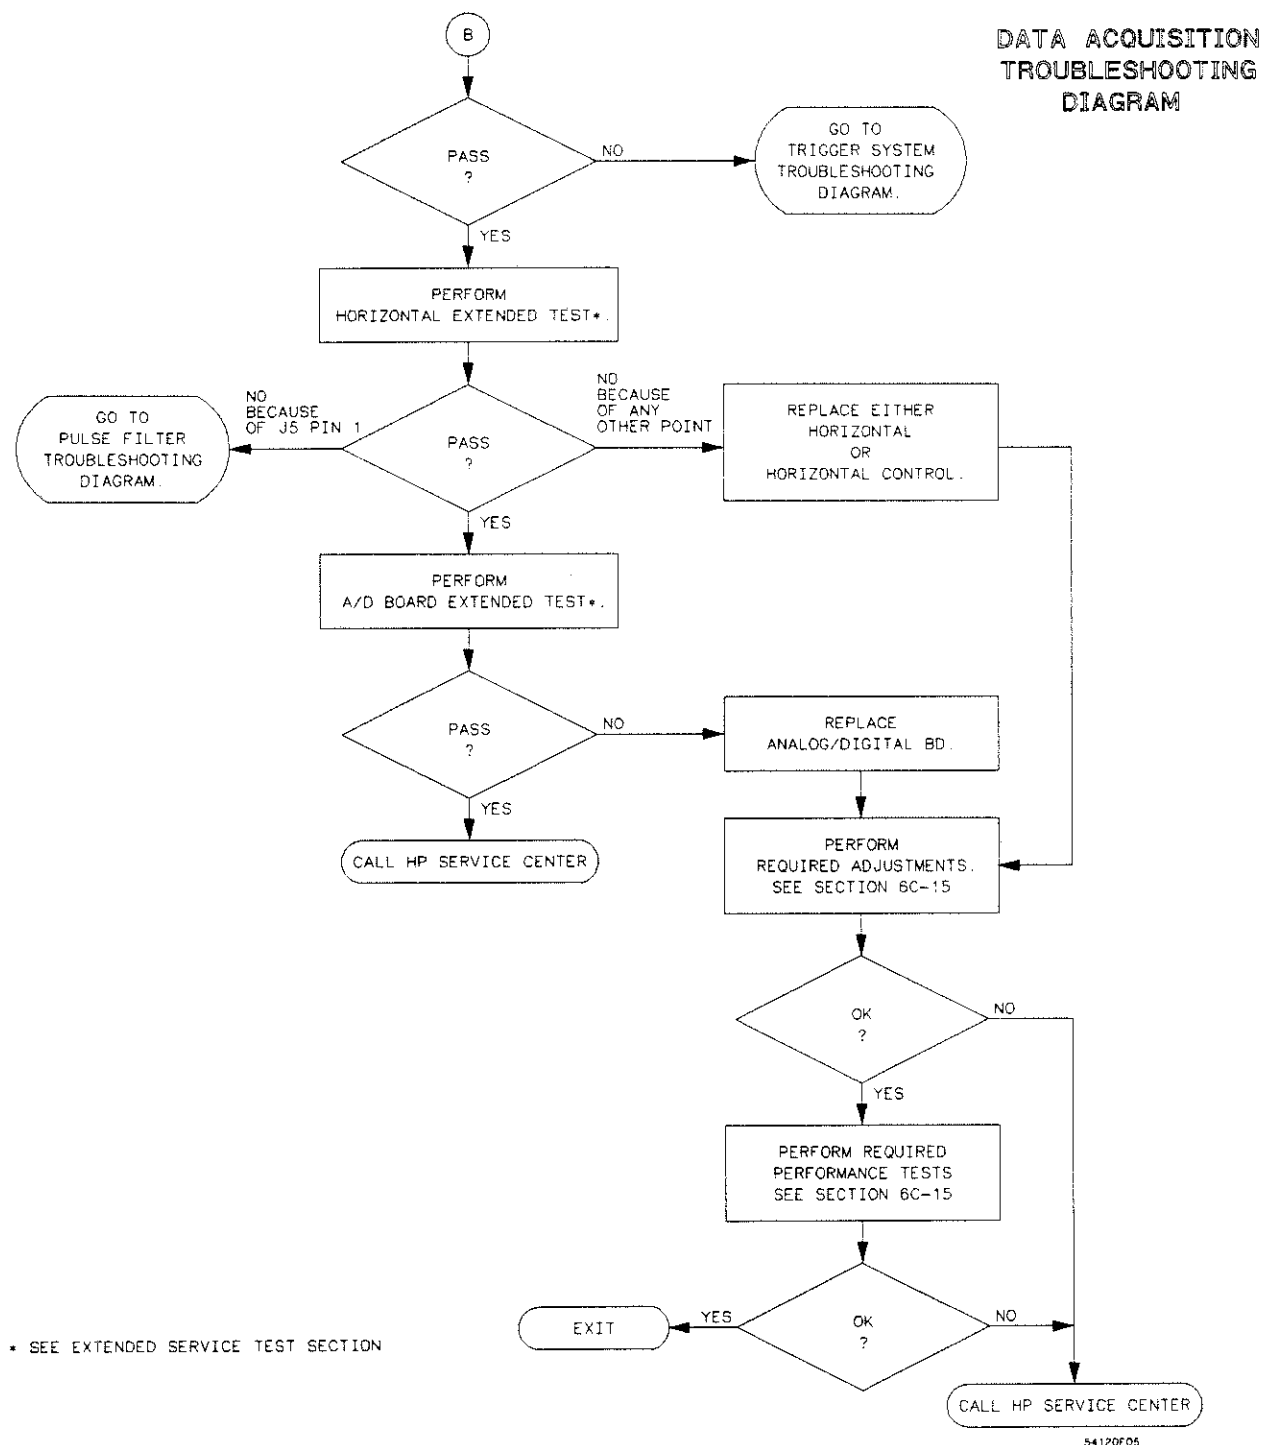 B
DATA ACQUISITION
TROUBLESHOOTING
DIAGRAM
PASS
?
NO
GO TO
TRIGGER SYSTEM
TROUBLESHOOTING
DIAGRAM.
YES
PERFORM
HORIZONTAL EXTENDED TEST*.
GO TO
PULSE FILTER
TROUBLESHOOTING
DIAGRAM.
NO
BECAUSE
OF J5 PIN 1
PASS
?
NO
BECAUSE
OF ANY
OTHER POINT
REPLACE EITHER
HORIZONTAL
OR
HORIZONTAL CONTROL.
YES
PERFORM
A/D BOARD EXTENDED TEST*.
PASS
?
NO
REPLACE
ANALOG/DIGITAL BD.
YES
CALL HP SERVICE CENTER
PERFORM
REQUIRED ADJUSTMENTS.
SEE SECTION 6C-15
OK
?
NO
YES
PERFORM REQUIRED
PERFORMANCE TESTS
SEE SECTION 6C-15
EXIT
YES
OK
?
NO
* SEE EXTENDED SERVICE TEST SECTION
CALL HP SERVICE CENTER
54120F05